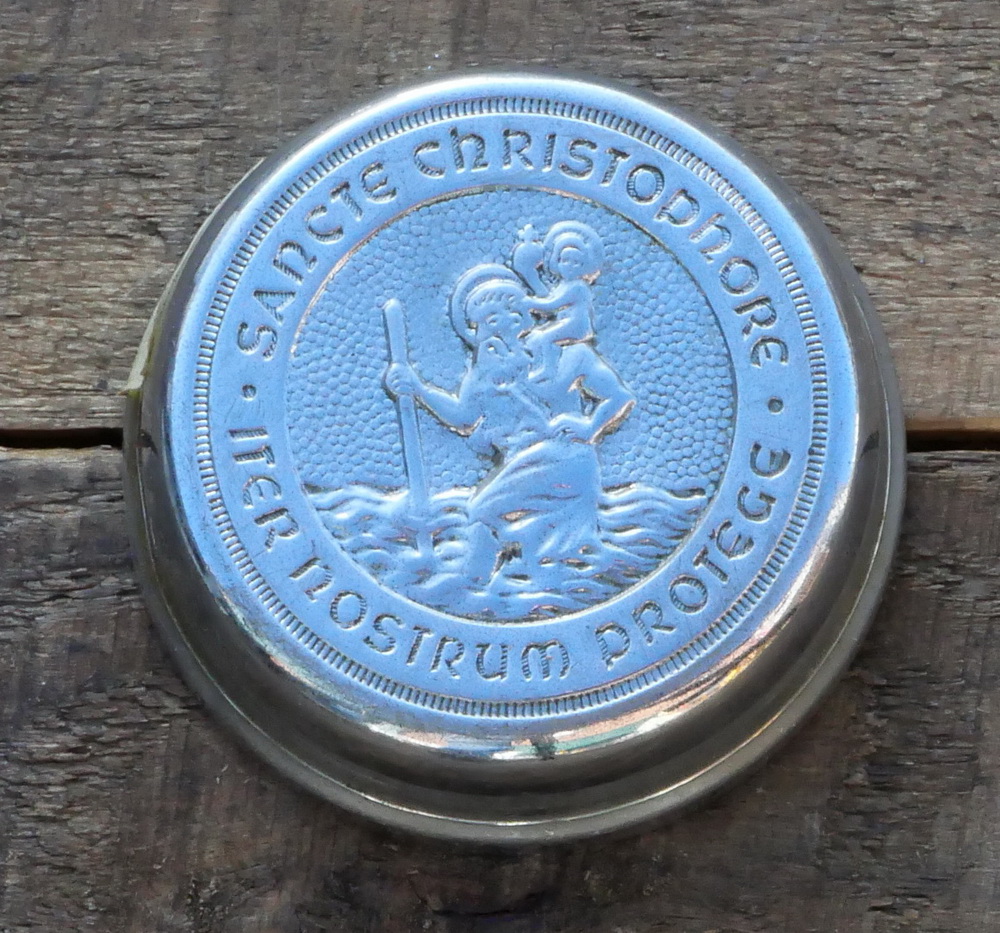 SANCTE CHRISTOPHORE
• ITER NOSTRUM PROTEGE •